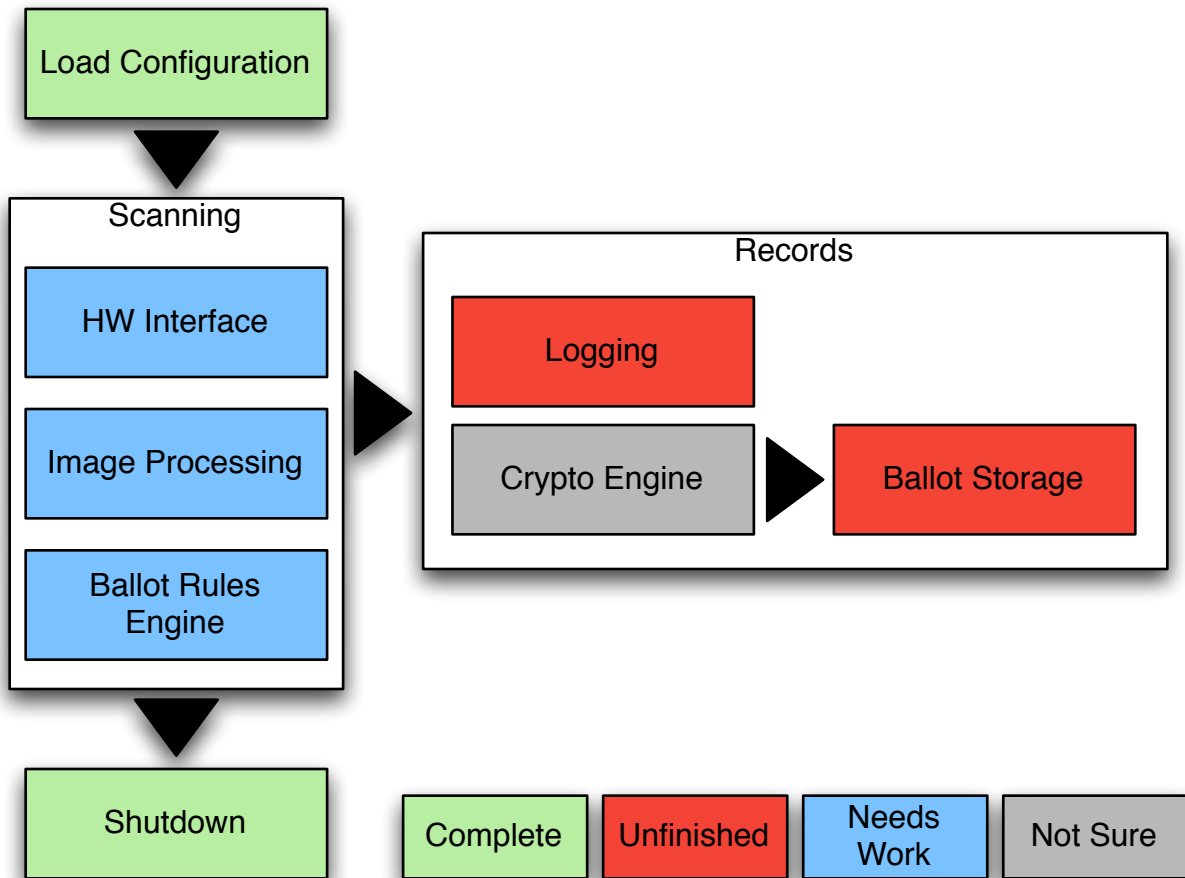 Load Configuration
Scanning
HW Interface
Image Processing
Ballot Rules
Engine
Records
Logging
Crypto Engine
Ballot Storage
Shutdown
Complete
Unfinished
Needs
Work
Not Sure